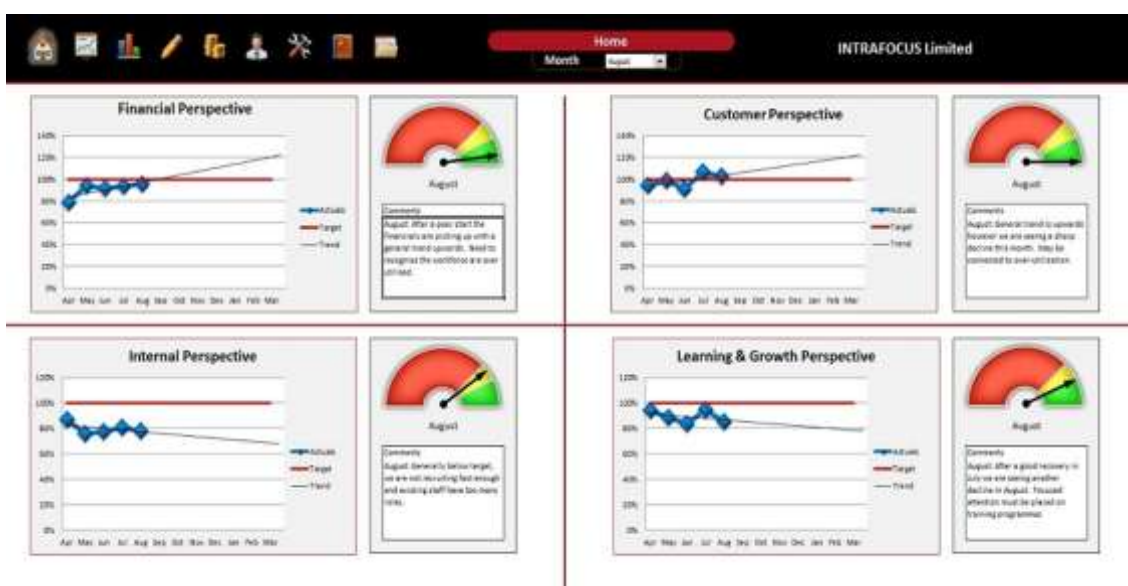 Home
Month August
INTRAFOCUS Limited
Financial Perspective
140%
120%
100%
80%
60%
40%
20%
0%
Apr May Jun Jul Aug Sep Oct Nov Dec Jan Feb Mar
Actuals
Target
Trend
August
Comments
August: After a poor start the
Financials are picking up with a
general trend upwards. Need to
recognise the workforce are over
utilised.
Customer Perspective
140%
120%
100%
80%
60%
40%
20%
0%
Apr May Jun Jul Aug Sep Oct Nov Dec Jan Feb Mar
Actuals
Target
Trend
August
Comments
August: General trend is upwards
however we are seeing a sharp
decline this month. May be
connected to over-utilization.
Internal Perspective
120%
100%
80%
60%
40%
20%
0%
Apr May Jun Jul Aug Sep Oct Nov Dec Jan Feb Mar
Actuals
Target
Trend
August
Comments
August: Generally below target,
we are not recruiting fast enough
and existing staff have too many
roles.
Learning & Growth Perspective
120%
100%
80%
60%
40%
20%
0%
Apr May Jun Jul Aug Sep Oct Nov Dec Jan Feb Mar
Actuals
Target
Trend
August
Comments
August: After a good recovery in
July we are seeing another
decline in August. Focused
attention must be placed on
training programmes.